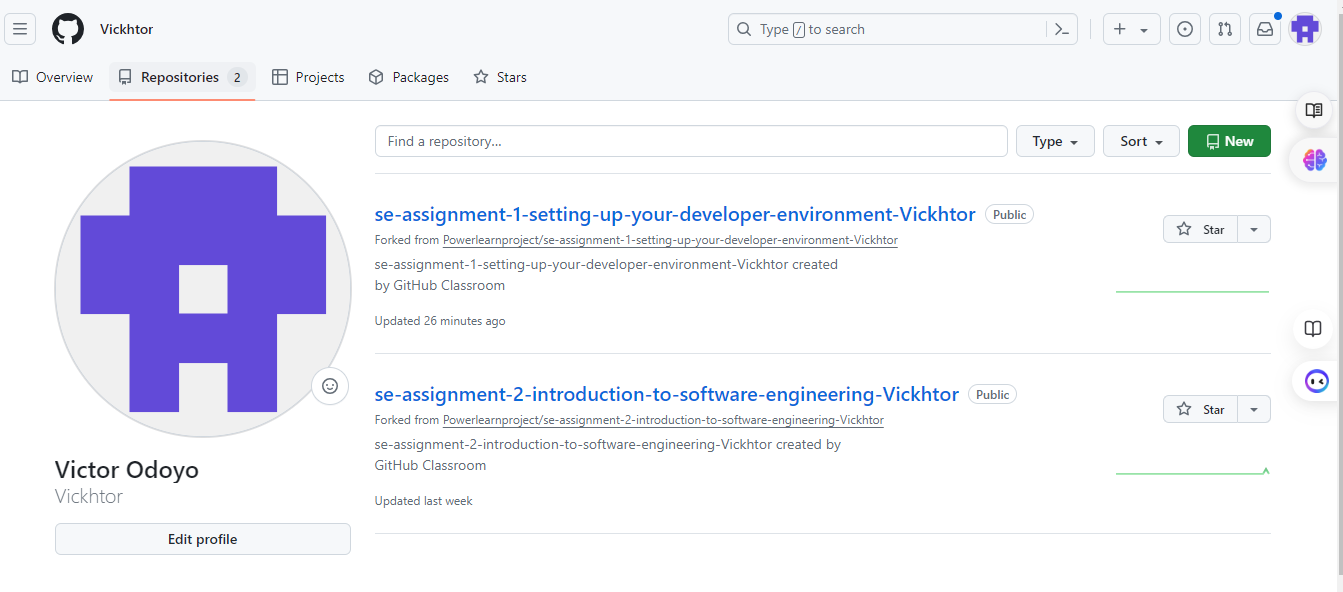 Vickhtor
Type / to search
Overview
Repositories 2
Projects
Packages
Stars
Find a repository...
Type
Sort
New
se-assignment-1-setting-up-your-developer-environment-Vickhtor Public
Forked from Powerlearnproject/se-assignment-1-setting-up-your-developer-environment-Vickhtor
Star
se-assignment-1-setting-up-your-developer-environment-Vickhtor created
by GitHub Classroom
Updated 26 minutes ago
se-assignment-2-introduction-to-software-engineering-Vickhtor Public
Forked from Powerlearnproject/se-assignment-2-introduction-to-software-engineering-Vickhtor
Star
se-assignment-2-introduction-to-software-engineering-Vickhtor created by
GitHub Classroom
Updated last week
Victor Odoyo
Vickhtor
Edit profile